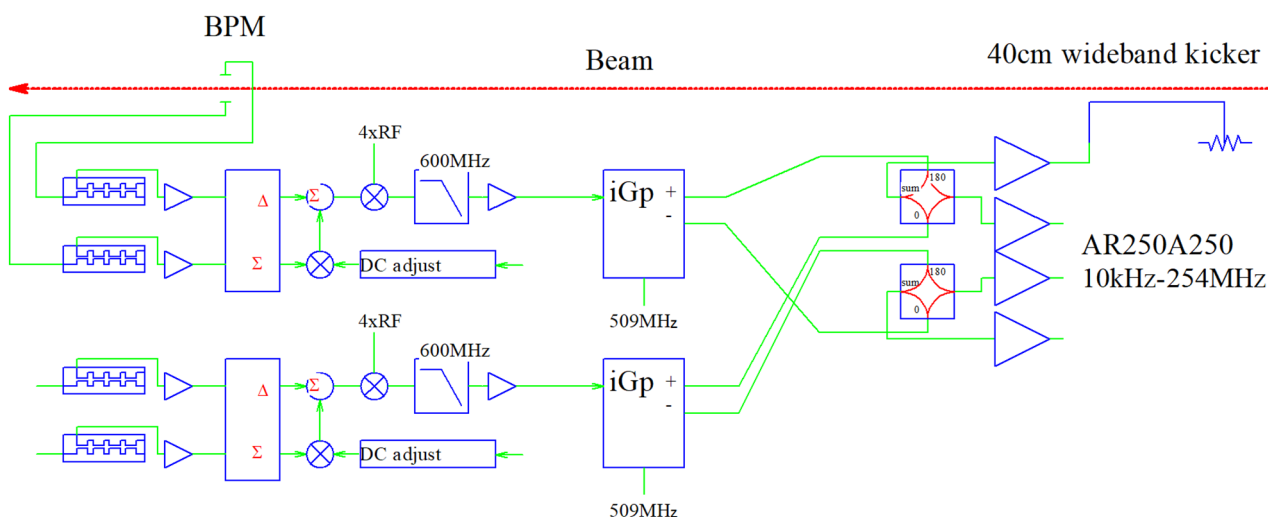 BPM
Beam
40cm wideband kicker
4xRF
600MHz
Δ
Σ
iGp
+
-
sum
180
0
Σ
DC adjust
509MHz
sum
180
0
AR250A250
10kHz-254MHz
4xRF
600MHz
Δ
Σ
iGp
+
-
Σ
DC adjust
509MHz